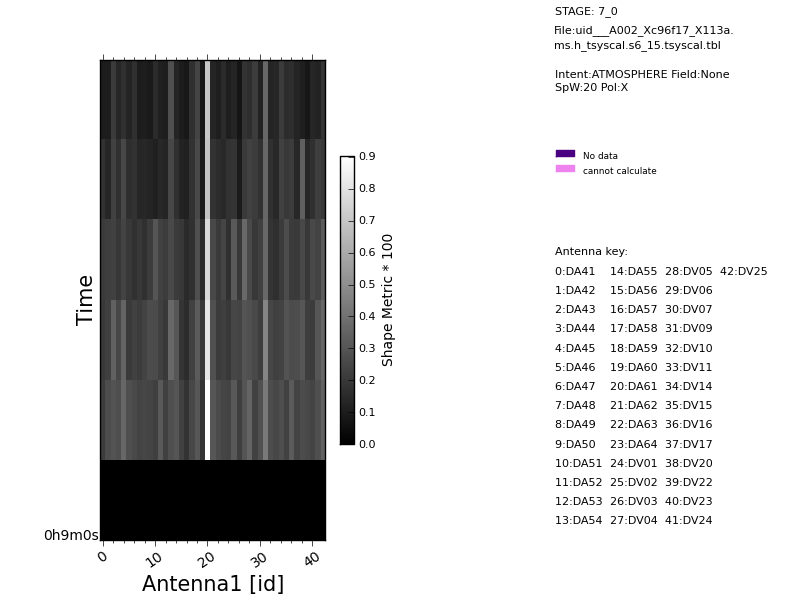 STAGE: 7_0
File:uid___A002_Xc96f17_X113a.
ms.h_tsyscal.s6_15.tsyscal.tbl
Intent:ATMOSPHERE Field:None
SpW:20 Pol:X
No data
cannot calculate
Antenna key:
0:DA41 14:DA55 28:DV05 42:DV25
1:DA42 15:DA56 29:DV06
2:DA43 16:DA57 30:DV07
3:DA44 17:DA58 31:DV09
4:DA45 18:DA59 32:DV10
5:DA46 19:DA60 33:DV11
6:DA47 20:DA61 34:DV14
7:DA48 21:DA62 35:DV15
8:DA49 22:DA63 36:DV16
9:DA50 23:DA64 37:DV17
10:DA51 24:DV01 38:DV20
11:DA52 25:DV02 39:DV22
12:DA53 26:DV03 40:DV23
13:DA54 27:DV04 41:DV24
0.9
0.8
0.7
0.6
0.5
0.4
0.3
0.2
0.1
0.0
Shape Metric * 100
Time
0h9m0s
0 10 20 30 40
Antenna1 [id]